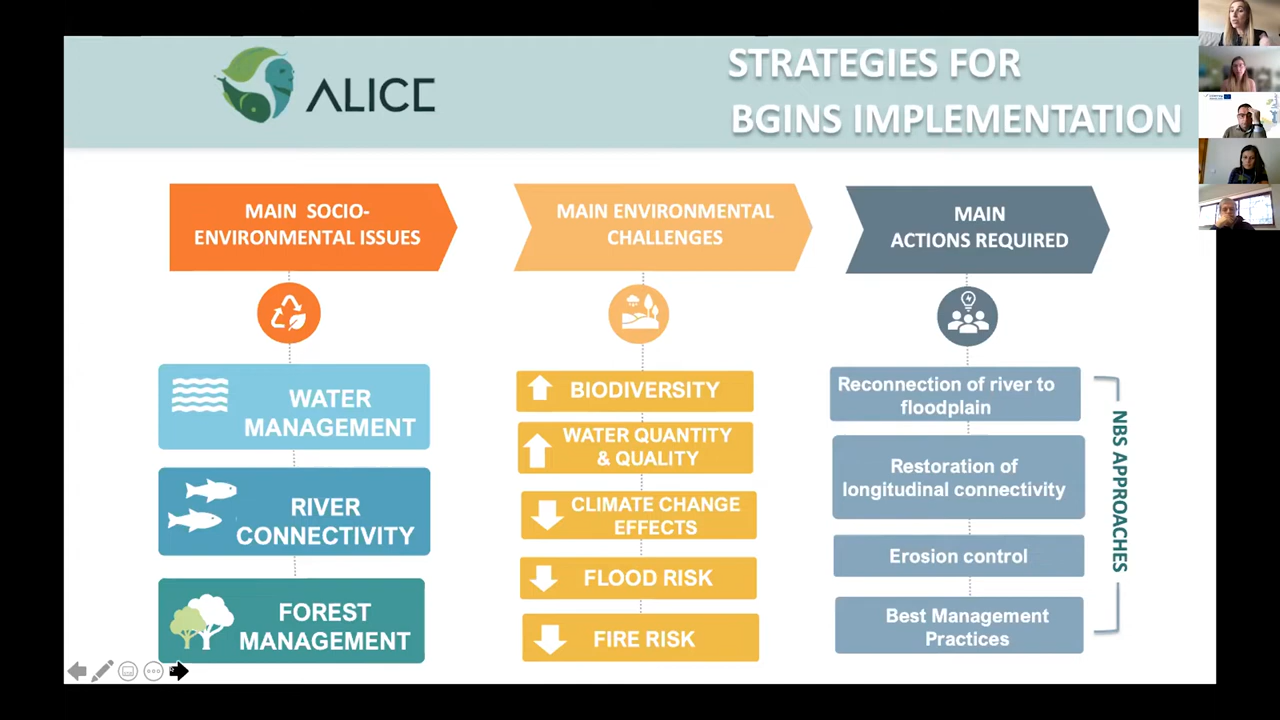 ALICE
STRATEGIES FOR
BGINS IMPLEMENTATION
MAIN SOCIO-
ENVIRONMENTAL ISSUES
WATER
MANAGEMENT
RIVER
CONNECTIVITY
FOREST
MANAGEMENT
MAIN ENVIRONMENTAL
CHALLENGES
BIODIVERSITY
WATER QUANTITY
& QUALITY
CLIMATE CHANGE
EFFECTS
FLOOD RISK
FIRE RISK
MAIN
ACTIONS REQUIRED
Reconnection of river to
floodplain
Restoration of
longitudinal connectivity
Erosion control
Best Management
Practices
NBS APPROACHES